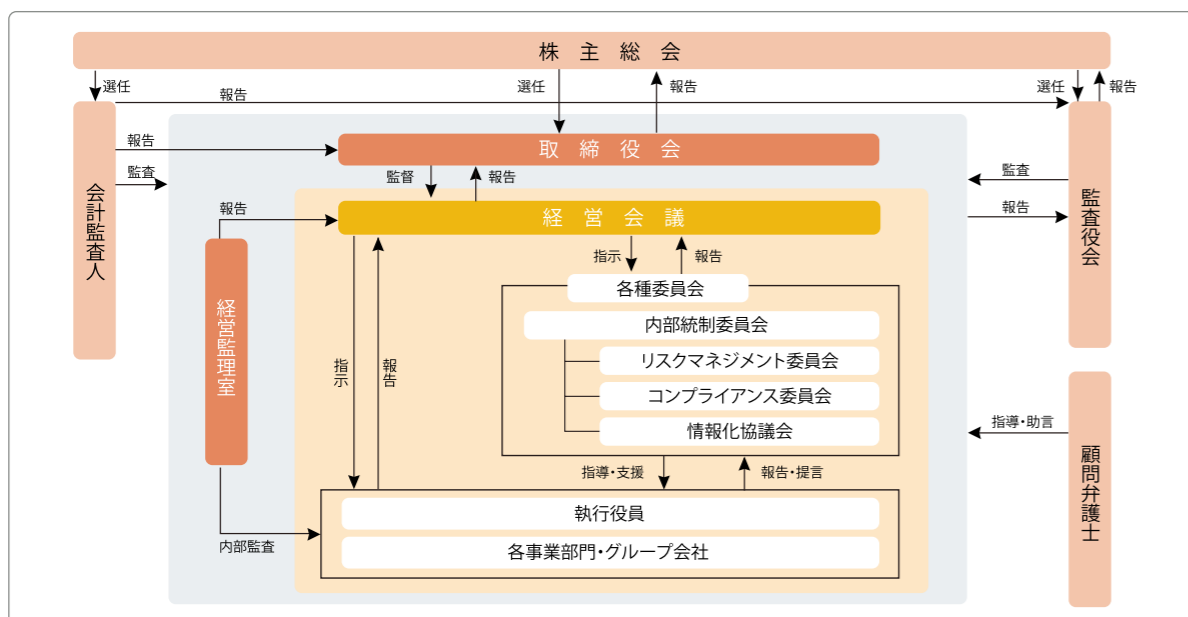 株主総会
選任
選任
報告
選任
報告
報告
会計監査人
報告
監査
取締役会
監督
報告
監査
報告
監査役会
報告
経営会議
経営監理室
指示
報告
指示
報告
各種委員会
内部統制委員会
リスクマネジメント委員会
コンプライアンス委員会
情報化協議会
指導・助言
顧問弁護士
指導・支援
報告・提言
内部監査
執行役員
各事業部門・グループ会社